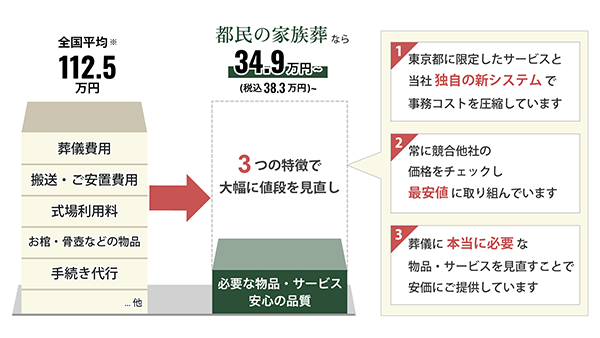 全国平均※
112.5
万円
葬儀費用
搬送・ご安置費用
式場利用料
お棺・骨壺などの物品
手続き代行
... 他
都民の家族葬なら
34.9万円~
(税込38.3万円)~
3つの特徴で
大幅に値段を見直し
必要な物品・サービス
安心の品質
1
東京都に限定したサービスと
当社独自の新システムで
事務コストを圧縮しています
2
常に競合他社の
価格をチェックし
最安値に取り組んでいます
3
葬儀に本当に必要な
物品・サービスを見直すことで
安価にご提供しています